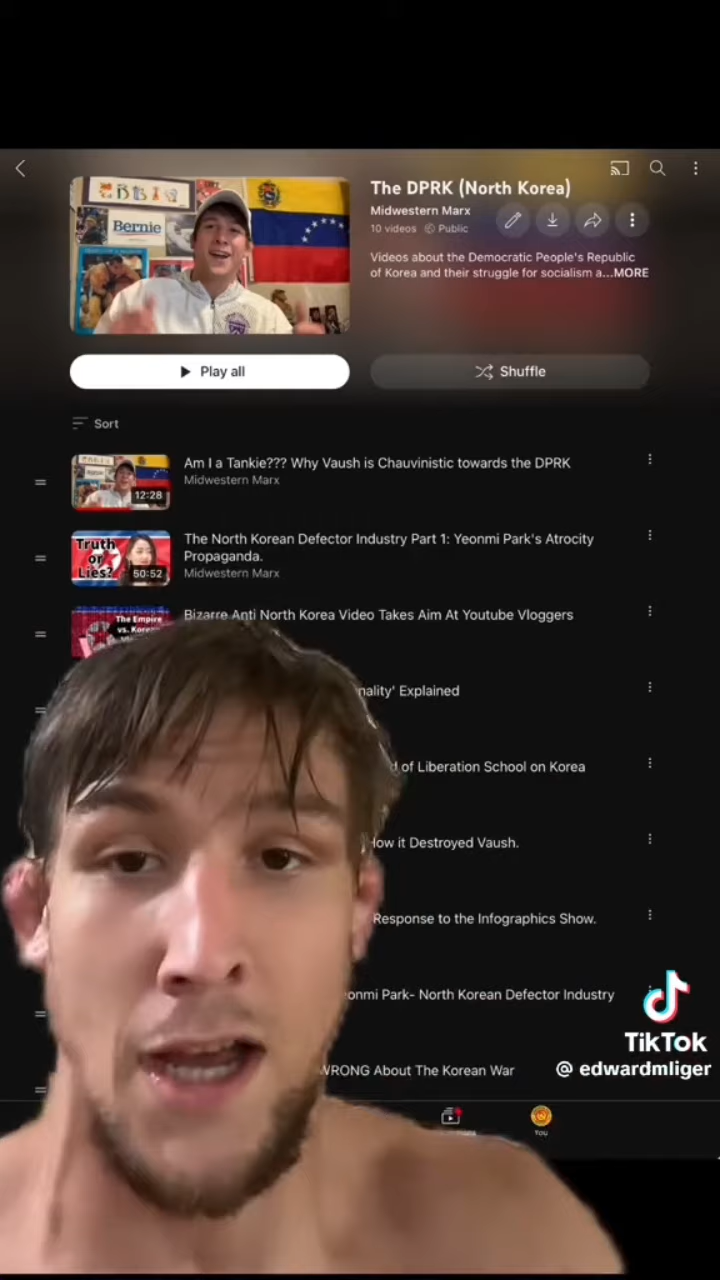 The DPRK (North Korea)
Midwestern Marx
10 videos Public
Videos about the Democratic People's Republic
of Korea and their struggle for socialism a...MORE
Bernie
Play all
Shuffle
Sort
Am I a Tankie??? Why Vaush is Chauvinistic towards the DPRK
Midwestern Marx
12:28
The North Korean Defector Industry Part 1: Yeonmi Park's Atrocity
Propaganda.
Midwestern Marx
Truth
or
Lies?
50:52
Bizarre Anti North Korea Video Takes Aim At Youtube Vloggers
The Empire
vs. Korea
nality' Explained
d of Liberation School on Korea
How it Destroyed Vaush.
Response to the Infographics Show.
eonmi Park- North Korean Defector Industry
WRONG About The Korean War
TikTok
@ edwardmliger
You